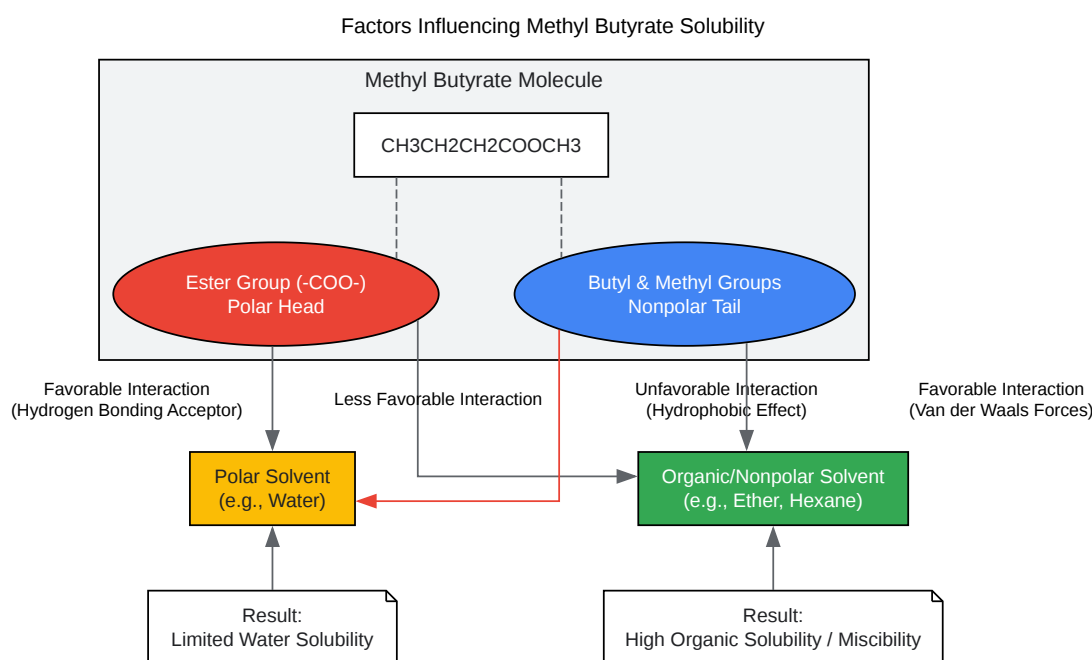 Factors Influencing Methyl Butyrate Solubility
Methyl Butyrate Molecule
CH3CH2CH2COOCH3
Ester Group (-COO-)
Polar Head
Butyl & Methyl Groups
Nonpolar Tail
Favorable Interaction
(Hydrogen Bonding Acceptor)
Less Favorable Interaction
Unfavorable Interaction
(Hydrophobic Effect)
Favorable Interaction
(Van der Waals Forces)
Polar Solvent
(e.g., Water)
Organic/Nonpolar Solvent
(e.g., Ether, Hexane)
Result:
Limited Water Solubility
Result:
High Organic Solubility / Miscibility